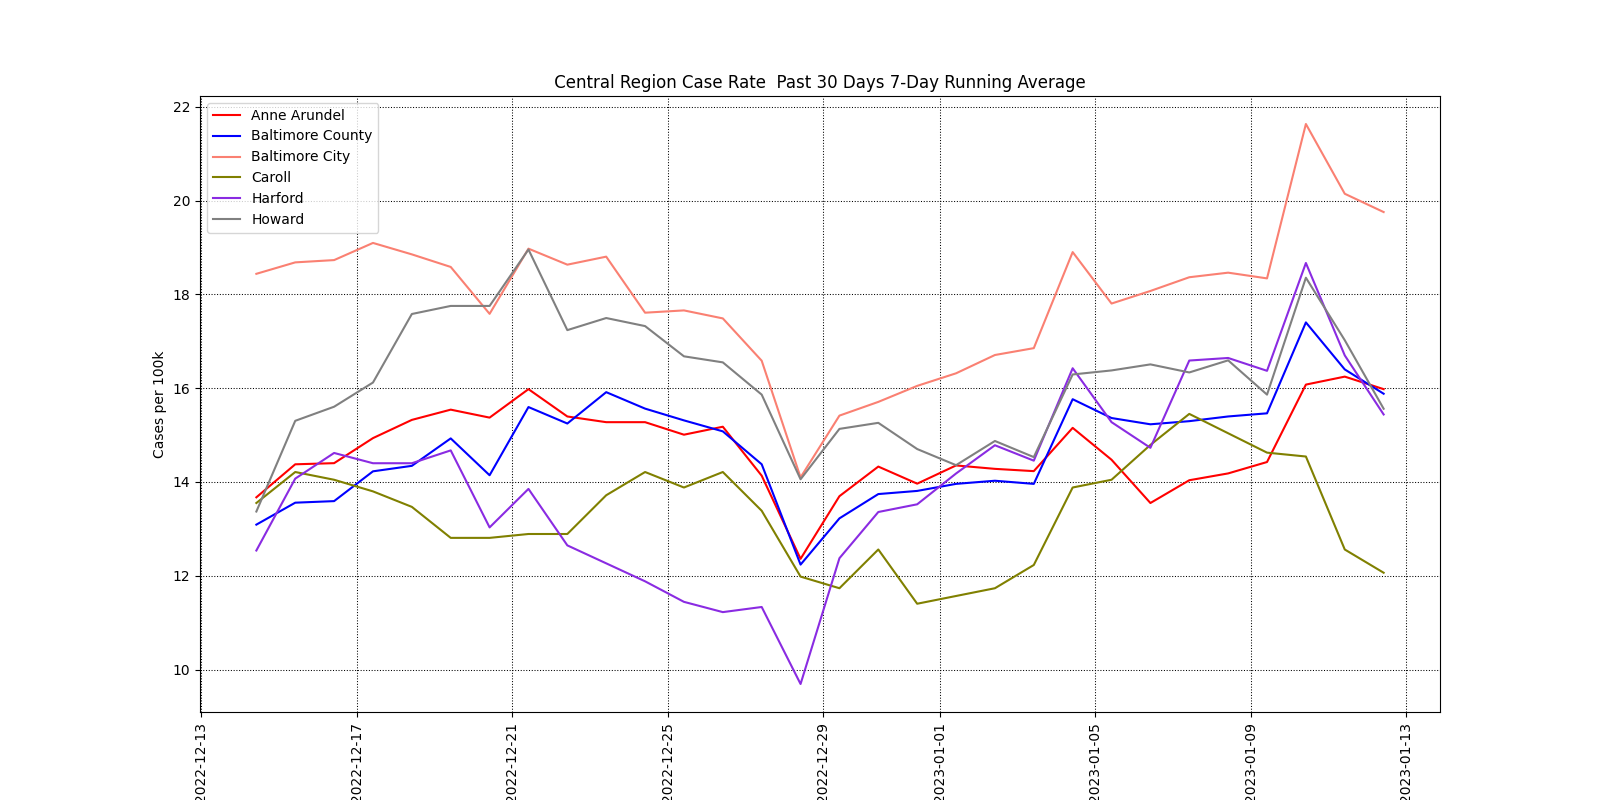 Central Region Case Rate  Past 30 Days 7-Day Running Average
22
20
18
16
14
12
10
Cases per 100k
Anne Arundel
Baltimore County
Baltimore City
Caroll
Harford
Howard
2022-12-13
2022-12-17
2022-12-21
2022-12-25
2022-12-29
2023-01-01
2023-01-05
2023-01-09
2023-01-13